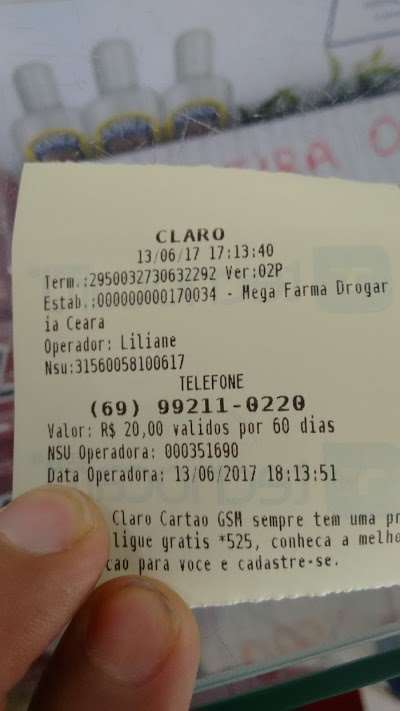 CLARO
13/06/17 17:13:40
Term.:2950032730632292 Ver:02P
Estab.:000000000170034 - Mega Farma Drogar
ia Ceara
Operador: Liliane
Nsu:31560058100617
TELEFONE
(69) 99211-0220
Valor: R$ 20,00 validos por 60 dias
NSU Operadora: 000351690
Data Operadora: 13/06/2017 18:13:51
Claro Cartao GSM sempre tem uma pr
ligue gratis *525, conheca a melho
cao para voce e cadastre-se.